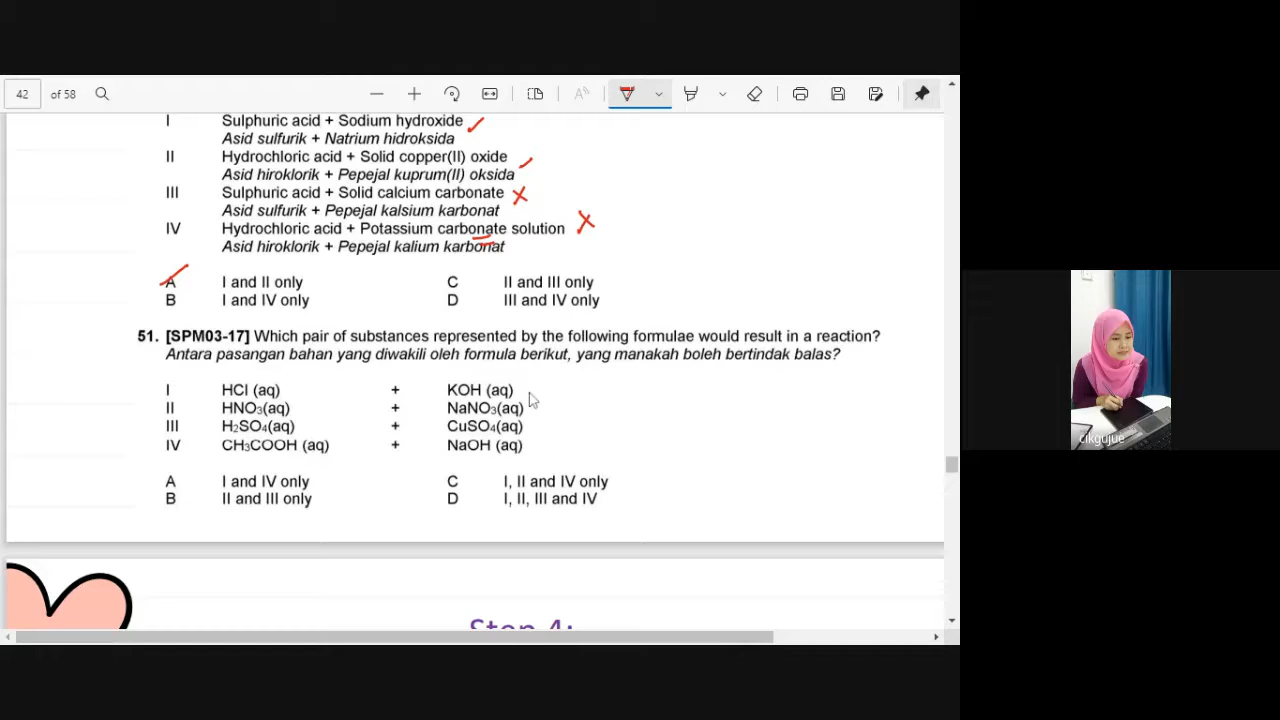 42 of 58
I Sulphuric acid + Sodium hydroxide
Asid sulfurik + Natrium hidroksida
II Hydrochloric acid + Solid copper(II) oxide
Asid hiroklorik + Pepejal kuprum(II) oksida
III Sulphuric acid + Solid calcium carbonate
Asid sulfurik + Pepejal kalsium karbonat
IV Hydrochloric acid + Potassium carbonate solution
Asid hiroklorik + Pepejal kalium karbonat
A I and II only C II and III only
B I and IV only D III and IV only
51. [SPM03-17] Which pair of substances represented by the following formulae would result in a reaction?
Antara pasangan bahan yang diwakili oleh formula berikut, yang manakah boleh bertindak balas?
I HCl (aq) + KOH (aq)
II HNO3(aq) + NaNO3(aq)
III H2SO4(aq) + CuSO4(aq)
IV CH3COOH (aq) + NaOH (aq)
A I and IV only C I, II and IV only
B II and III only D I, II, III and IV
Step 4:
cikgujue